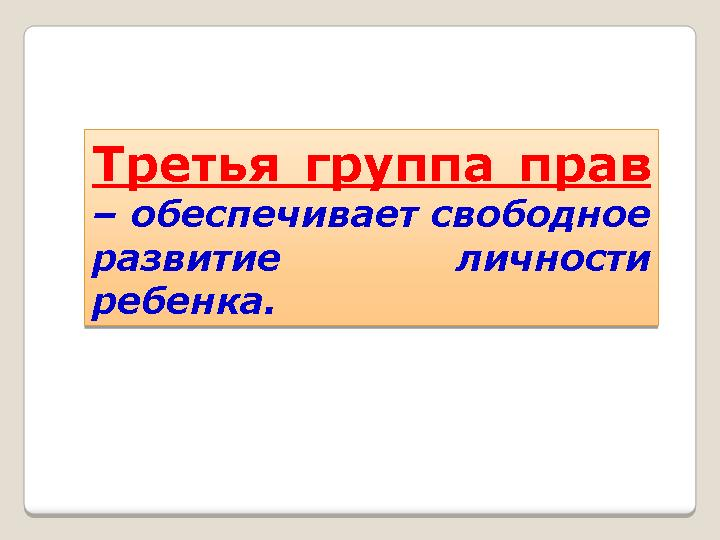 Третья группа прав
– обеспечивает свободное
развитие личности
ребенка.